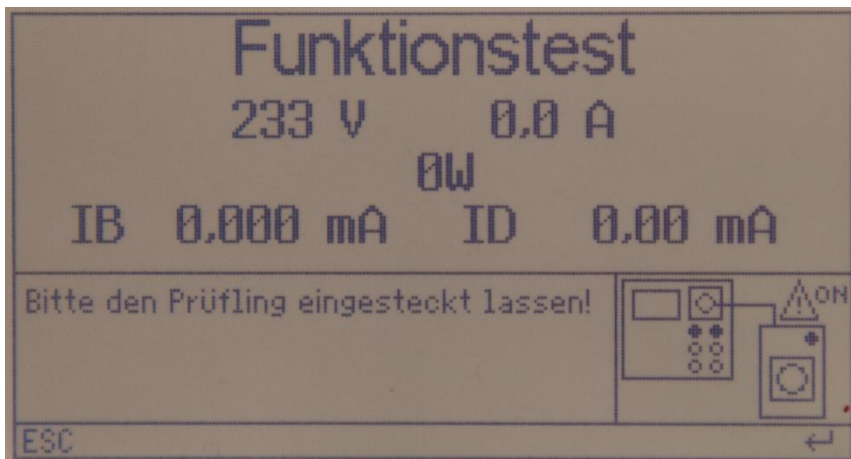 Funktionstest
233 V 0,0 A
0W
IB 0,000 mA ID 0,00 mA
Bitte den Prüfling eingesteckt lassen!
ON
ESC